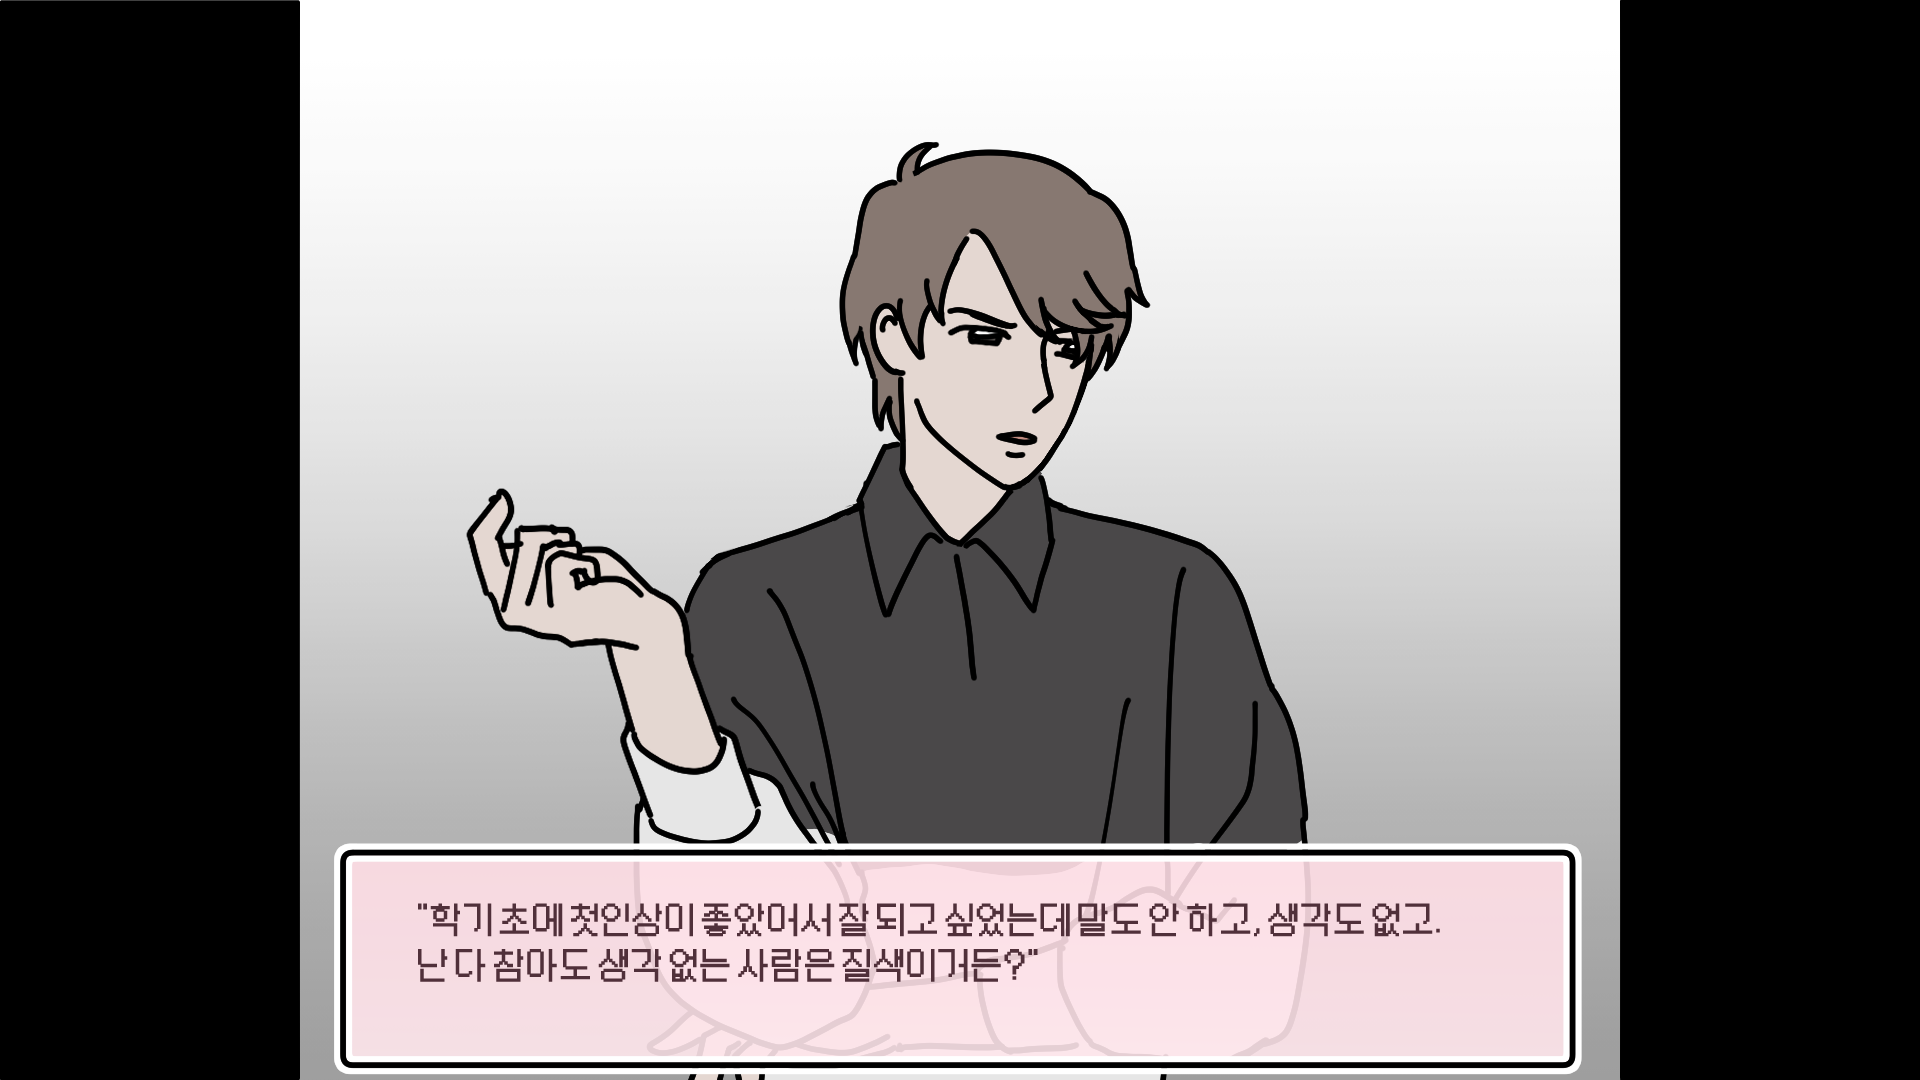 "학기 초에 첫인상이 좋았어서 잘 되고 싶었는데 말도 안 하고, 생각도 없고.
난 다 참아도 생각 없는 사람은 질색이거든?"